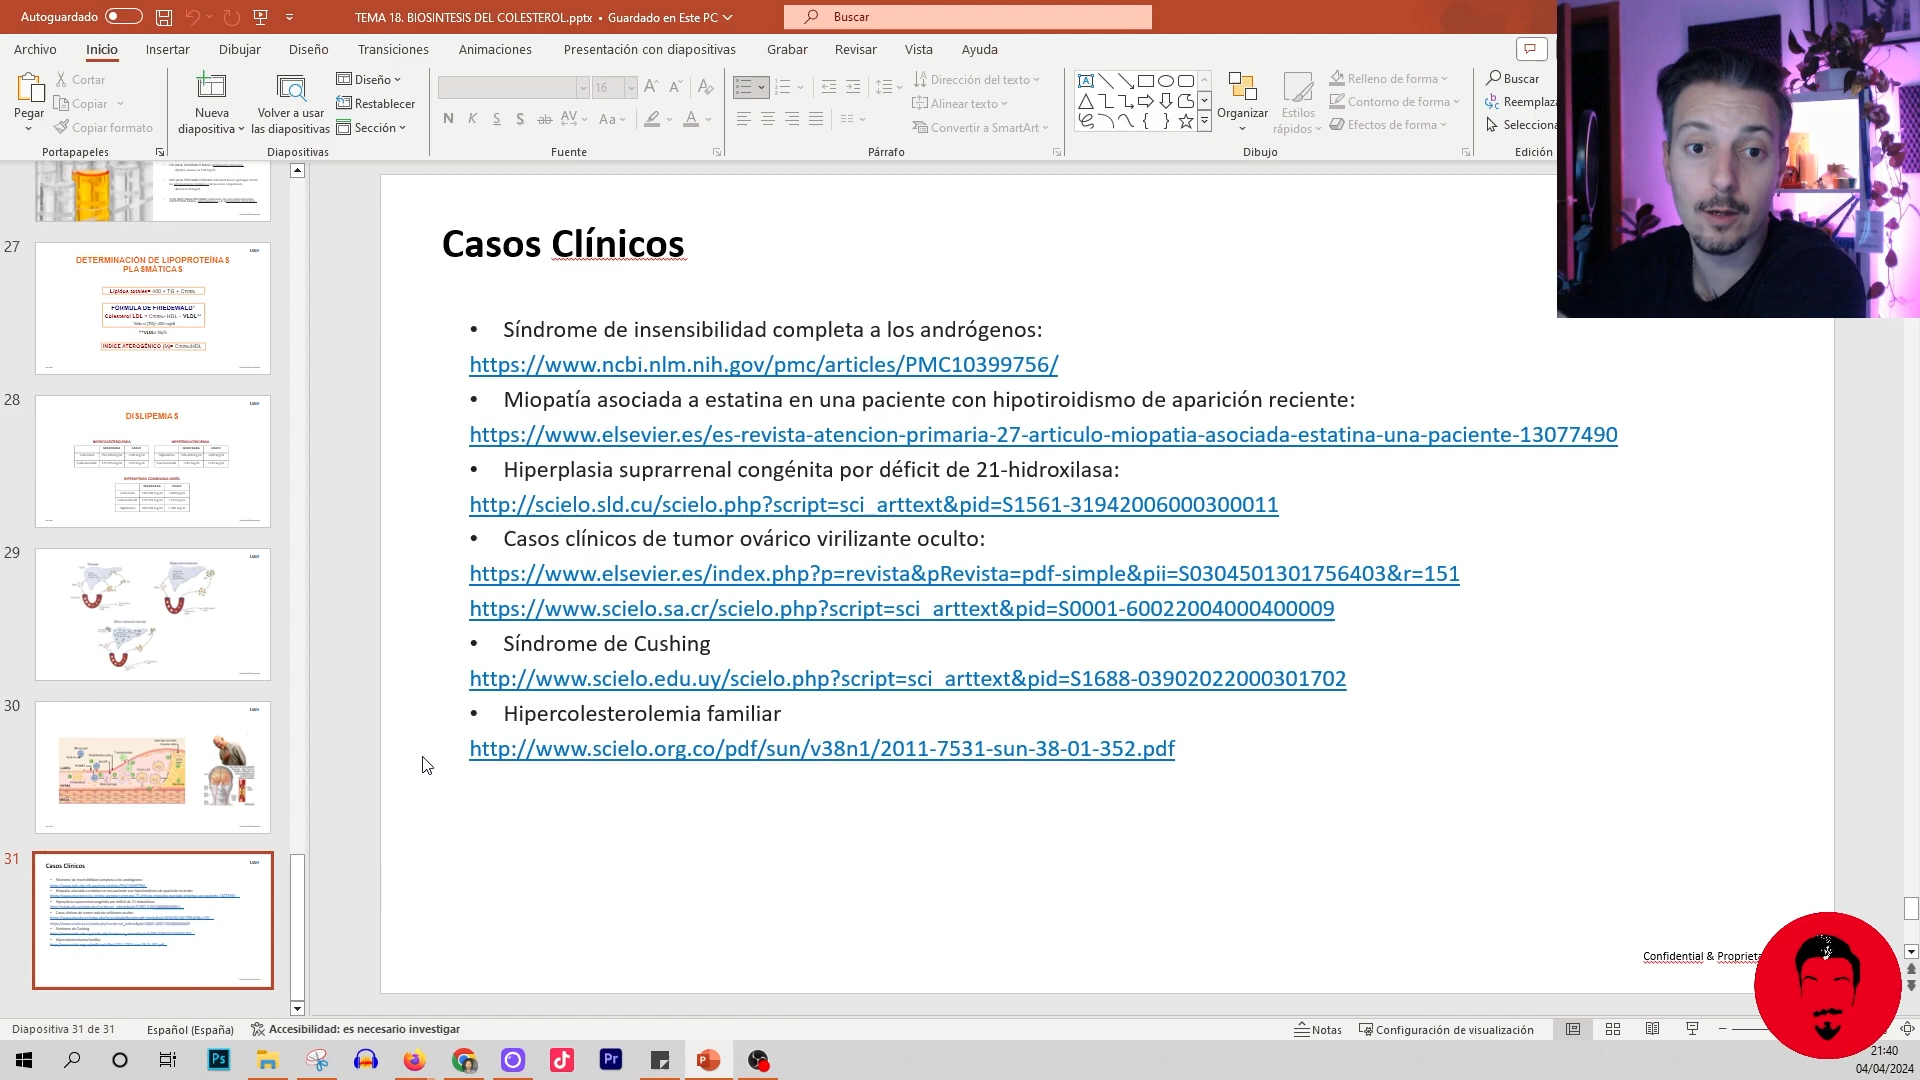 Autoguardado
TEMA 18. BIOSINTESIS DEL COLESTEROL.pptx • Guardado en Este PC
Buscar
Archivo
Inicio
Insertar
Dibujar
Diseño
Transiciones
Animaciones
Presentación con diapositivas
Grabar
Revisar
Vista
Ayuda
Pegar
Cortar
Copiar
Copiar formato
Portapapeles
Nueva diapositiva
Volver a usar las diapositivas
Diseño
Restablecer
Sección
Diapositivas
16
N K S S ab AV Aa A
Fuente
Dirección del texto
Alinear texto
Convertir a SmartArt
Párrafo
Organizar
Estilos rápidos
Relleno de forma
Contorno de forma
Efectos de forma
Dibujo
Buscar
Reemplaza
Selecciona
Edición
27
DETERMINACIÓN DE LIPOPROTEÍNAS
PLASMÁTICAS
FÓRMULA DE FRIEDEWALD
28
DISLIPEMIAS
29
30
31
Casos Clínicos
Casos Clínicos
• Síndrome de insensibilidad completa a los andrógenos:
https://www.ncbi.nlm.nih.gov/pmc/articles/PMC10399756/
• Miopatía asociada a estatina en una paciente con hipotiroidismo de aparición reciente:
https://www.elsevier.es/es-revista-atencion-primaria-27-articulo-miopatia-asociada-estatina-una-paciente-13077490
• Hiperplasia suprarrenal congénita por déficit de 21-hidroxilasa:
http://scielo.sld.cu/scielo.php?script=sci_arttext&pid=S1561-31942006000300011
• Casos clínicos de tumor ovárico virilizante oculto:
https://www.elsevier.es/index.php?p=revista&pRevista=pdf-simple&pii=S0304501301756403&r=151
https://www.scielo.sa.cr/scielo.php?script=sci_arttext&pid=S0001-60022004000400009
• Síndrome de Cushing
http://www.scielo.edu.uy/scielo.php?script=sci_arttext&pid=S1688-03902022000301702
• Hipercolesterolemia familiar
http://www.scielo.org.co/pdf/sun/v38n1/2011-7531-sun-38-01-352.pdf
Confidential & Proprieta
Diapositiva 31 de 31
Español (España)
Accesibilidad: es necesario investigar
Notas
Configuración de visualización
Ps
Pr
21:40
04/04/2024